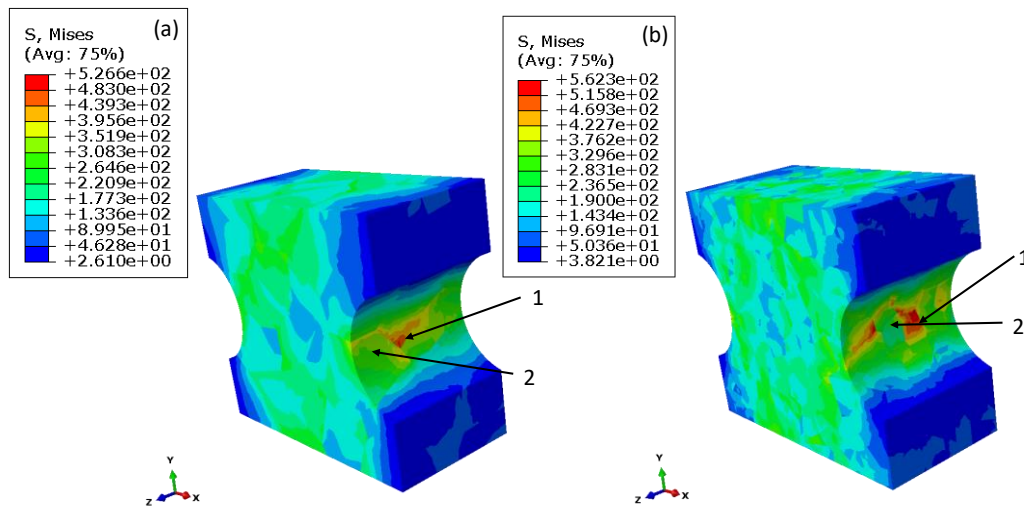 (a)
S, Mises
(Avg: 75%)
+5.266e+02
+4.830e+02
+4.393e+02
+3.956e+02
+3.519e+02
+3.083e+02
+2.646e+02
+2.209e+02
+1.773e+02
+1.336e+02
+8.995e+01
+4.628e+01
+2.610e+00
1
2
Y
Z
X
(b)
S, Mises
(Avg: 75%)
+5.623e+02
+5.158e+02
+4.693e+02
+4.227e+02
+3.762e+02
+3.296e+02
+2.831e+02
+2.365e+02
+1.900e+02
+1.434e+02
+9.691e+01
+5.036e+01
+3.821e+00
1
2
Y
Z
X